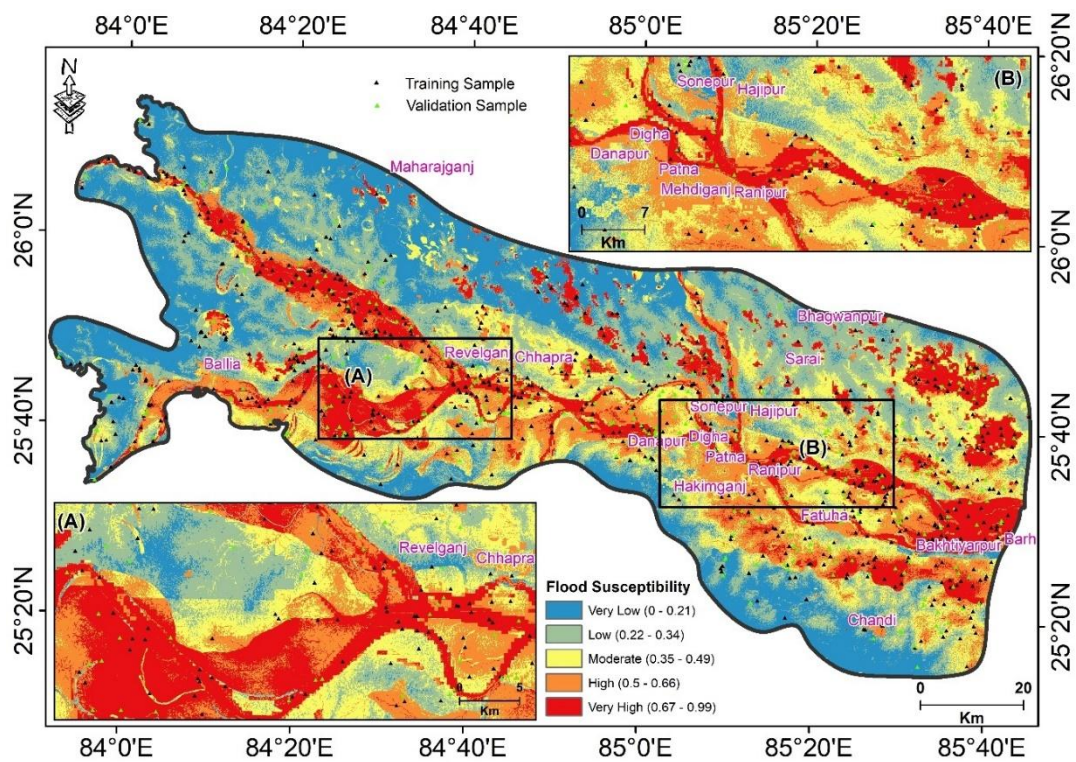 84°0'E 84°20'E 84°40'E 85°0'E 85°20'E 85°40'E
26°20'N
N
Training Sample
Validation Sample
(B)
Sonepur
Hajipur
Digha
Danapur
Patna
Mehdiganj
Ranipur
0 7
Km
Maharajganj
26°0'N
26°0'N
Bhagwanpur
Sarai
Ballia
Revelganj
Chhapra
(A)
25°40'N
25°40'N
Sonepur
Hajipur
Danapur
Digha
Patna
(B)
Ranipur
Hakimganj
Fatuha
Bakhtiyarpur
Barh
Chandi
(A)
Revelganj
Chhapra
0 5
Km
25°20'N
25°20'N
Flood Susceptibility
Very Low (0 - 0.21)
Low (0.22 - 0.34)
Moderate (0.35 - 0.49)
High (0.5 - 0.66)
Very High (0.67 - 0.99)
0 20
Km
84°0'E 84°20'E 84°40'E 85°0'E 85°20'E 85°40'E